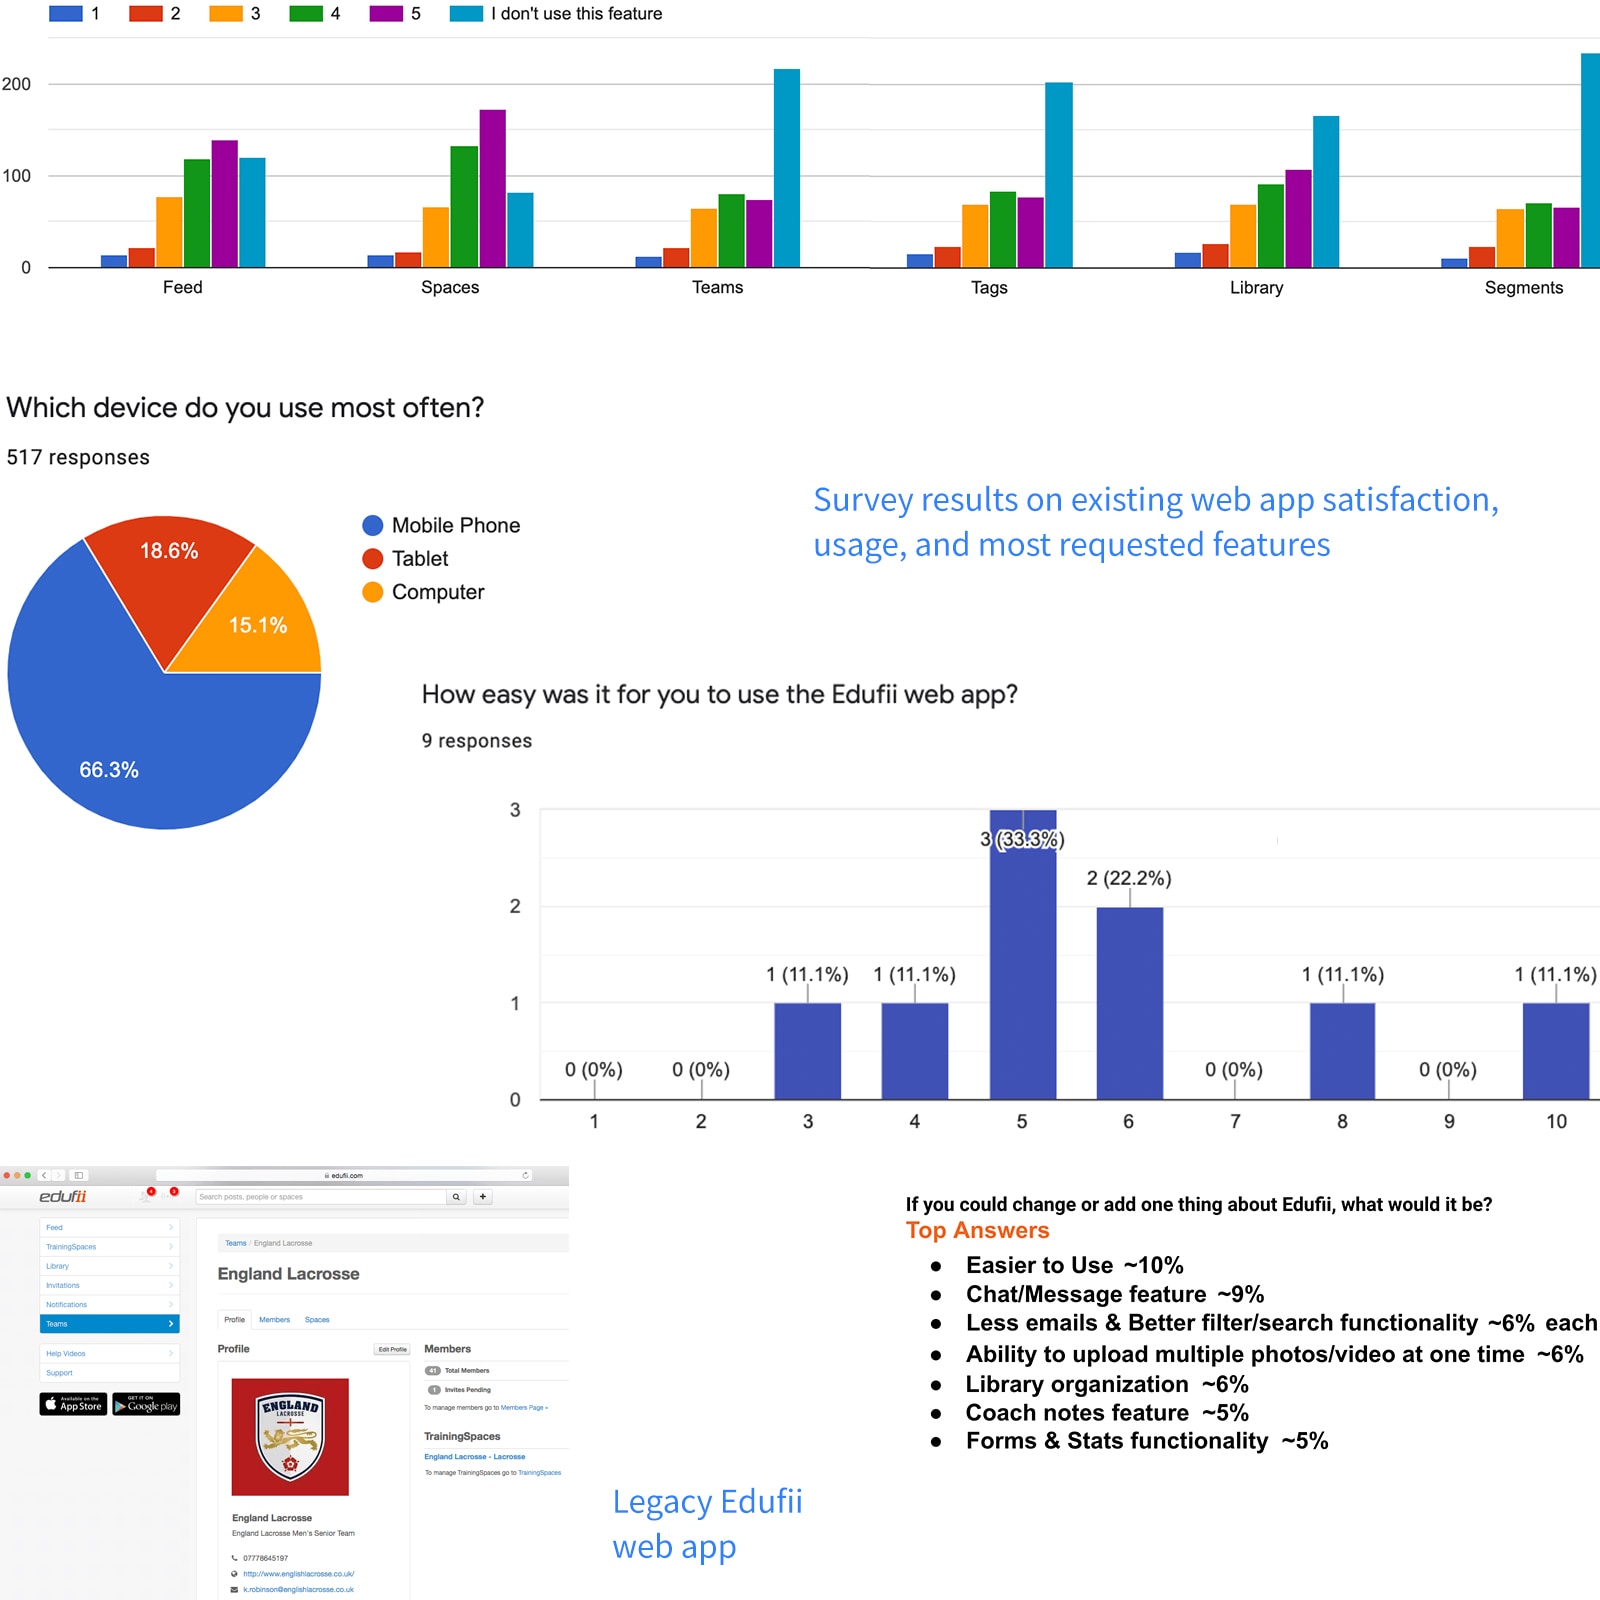 1 2 3 4 5 I don't use this feature
200
100
0
Feed Spaces Teams Tags Library Segments
Which device do you use most often?
517 responses
18.6%
15.1%
66.3%
Mobile Phone
Tablet
Computer
Survey results on existing web app satisfaction,
usage, and most requested features
How easy was it for you to use the Edufii web app?
9 responses
3
2
1
0
0 (0%) 0 (0%) 1 (11.1%) 1 (11.1%) 3 (33.3%) 2 (22.2%) 0 (0%) 1 (11.1%) 0 (0%) 1 (11.1%)
1 2 3 4 5 6 7 8 9 10
edufii.com
edufii
Search posts, people or spaces
Feed
TrainingSpaces
Library
Invitations
Notifications
Teams
Help Videos
Support
Available on the
App Store
GET IT ON
Google play
Teams / England Lacrosse
England Lacrosse
Profile Members Spaces
Profile
Edit Profile
ENGLAND
LACROSSE
England Lacrosse
England Lacrosse Men's Senior Team
07778645197
http://www.englishlacrosse.co.uk/
k.robinson@englishlacrosse.co.uk
Members
41 Total Members
1 Invites Pending
To manage members go to Members Page »
TrainingSpaces
England Lacrosse - Lacrosse
To manage TrainingSpaces go to TrainingSpaces
Legacy Edufii
web app
If you could change or add one thing about Edufii, what would it be?
Top Answers
● Easier to Use ~10%
● Chat/Message feature ~9%
● Less emails & Better filter/search functionality ~6% each
● Ability to upload multiple photos/video at one time ~6%
● Library organization ~6%
● Coach notes feature ~5%
● Forms & Stats functionality ~5%